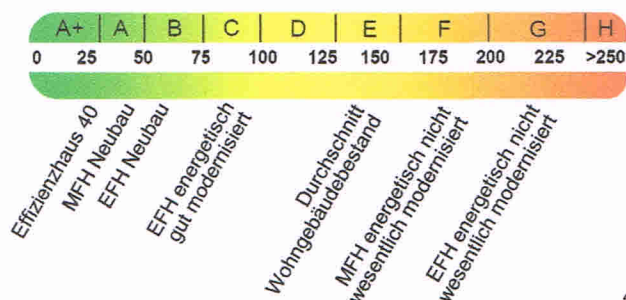 A+ A B C D E F G H
0 25 50 75 100 125 150 175 200 225 >250
Effizienzhaus 40
MFH Neubau
EFH Neubau
EFH energetisch
gut modernisiert
Durchschnitt
Wohngebäudebestand
MFH energetisch nicht
wesentlich modernisiert
EFH energetisch nicht
wesentlich modernisiert